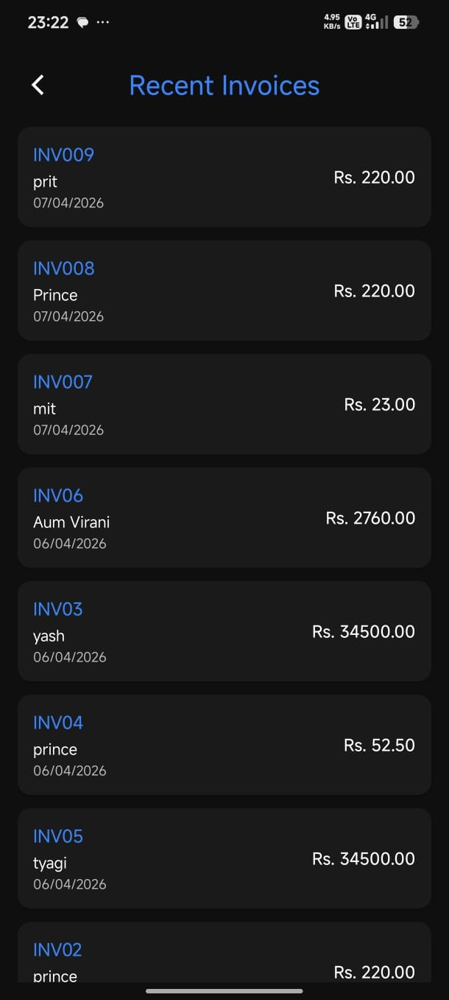 23:22 ...
4.95 KB/s Vo LTE 4G 52
Recent Invoices
INV009
prit
07/04/2026
Rs. 220.00
INV008
Prince
07/04/2026
Rs. 220.00
INV007
mit
07/04/2026
Rs. 23.00
INV06
Aum Virani
06/04/2026
Rs. 2760.00
INV03
yash
06/04/2026
Rs. 34500.00
INV04
prince
06/04/2026
Rs. 52.50
INV05
tyagi
06/04/2026
Rs. 34500.00
INV02
prince
Rs. 220.00